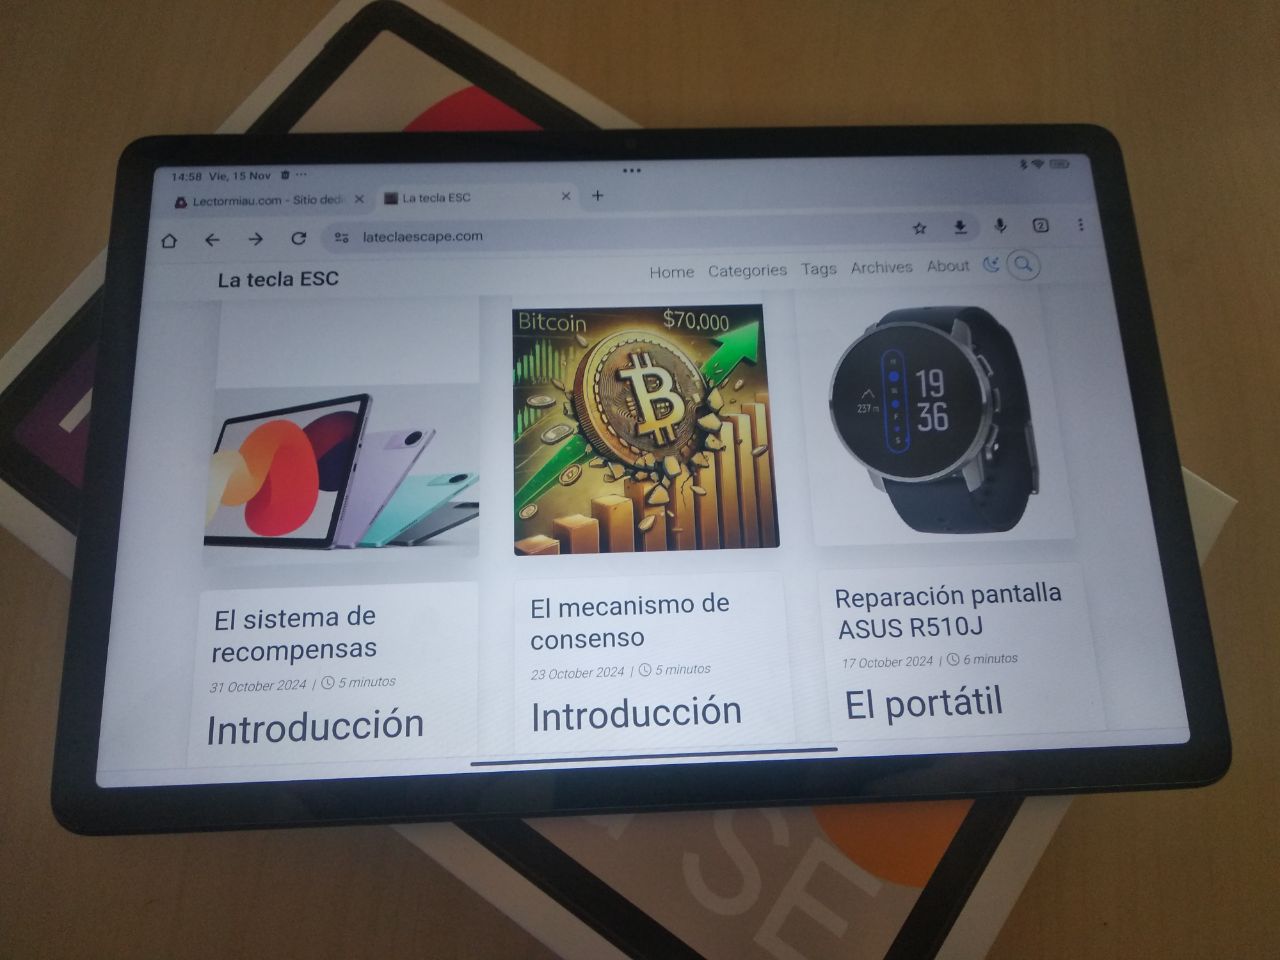 14:58 Vie, 15 Nov
Lectormiau.com - Sitio dedi
La tecla ESC
lateclaescape.com
2
La tecla ESC
Home Categories Tags Archives About
Bitcoin $70,000
19
36
237 m
El sistema de
recompensas
31 October 2024 | 5 minutos
Introducción
El mecanismo de
consenso
23 October 2024 | 5 minutos
Introducción
Reparación pantalla
ASUS R510J
17 October 2024 | 6 minutos
El portátil
SE